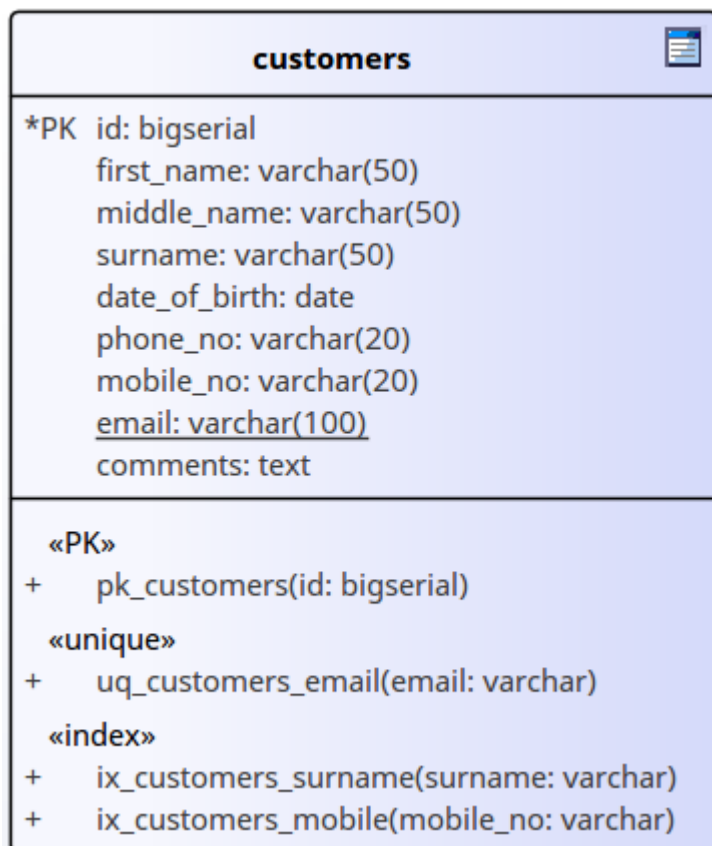 customers
*PK id: bigserial
first_name: varchar(50)
middle_name: varchar(50)
surname: varchar(50)
date_of_birth: date
phone_no: varchar(20)
mobile_no: varchar(20)
email: varchar(100)
comments: text
«PK»
+ pk_customers(id: bigserial)
«unique»
+ uq_customers_email(email: varchar)
«index»
+ ix_customers_surname(surname: varchar)
+ ix_customers_mobile(mobile_no: varchar)